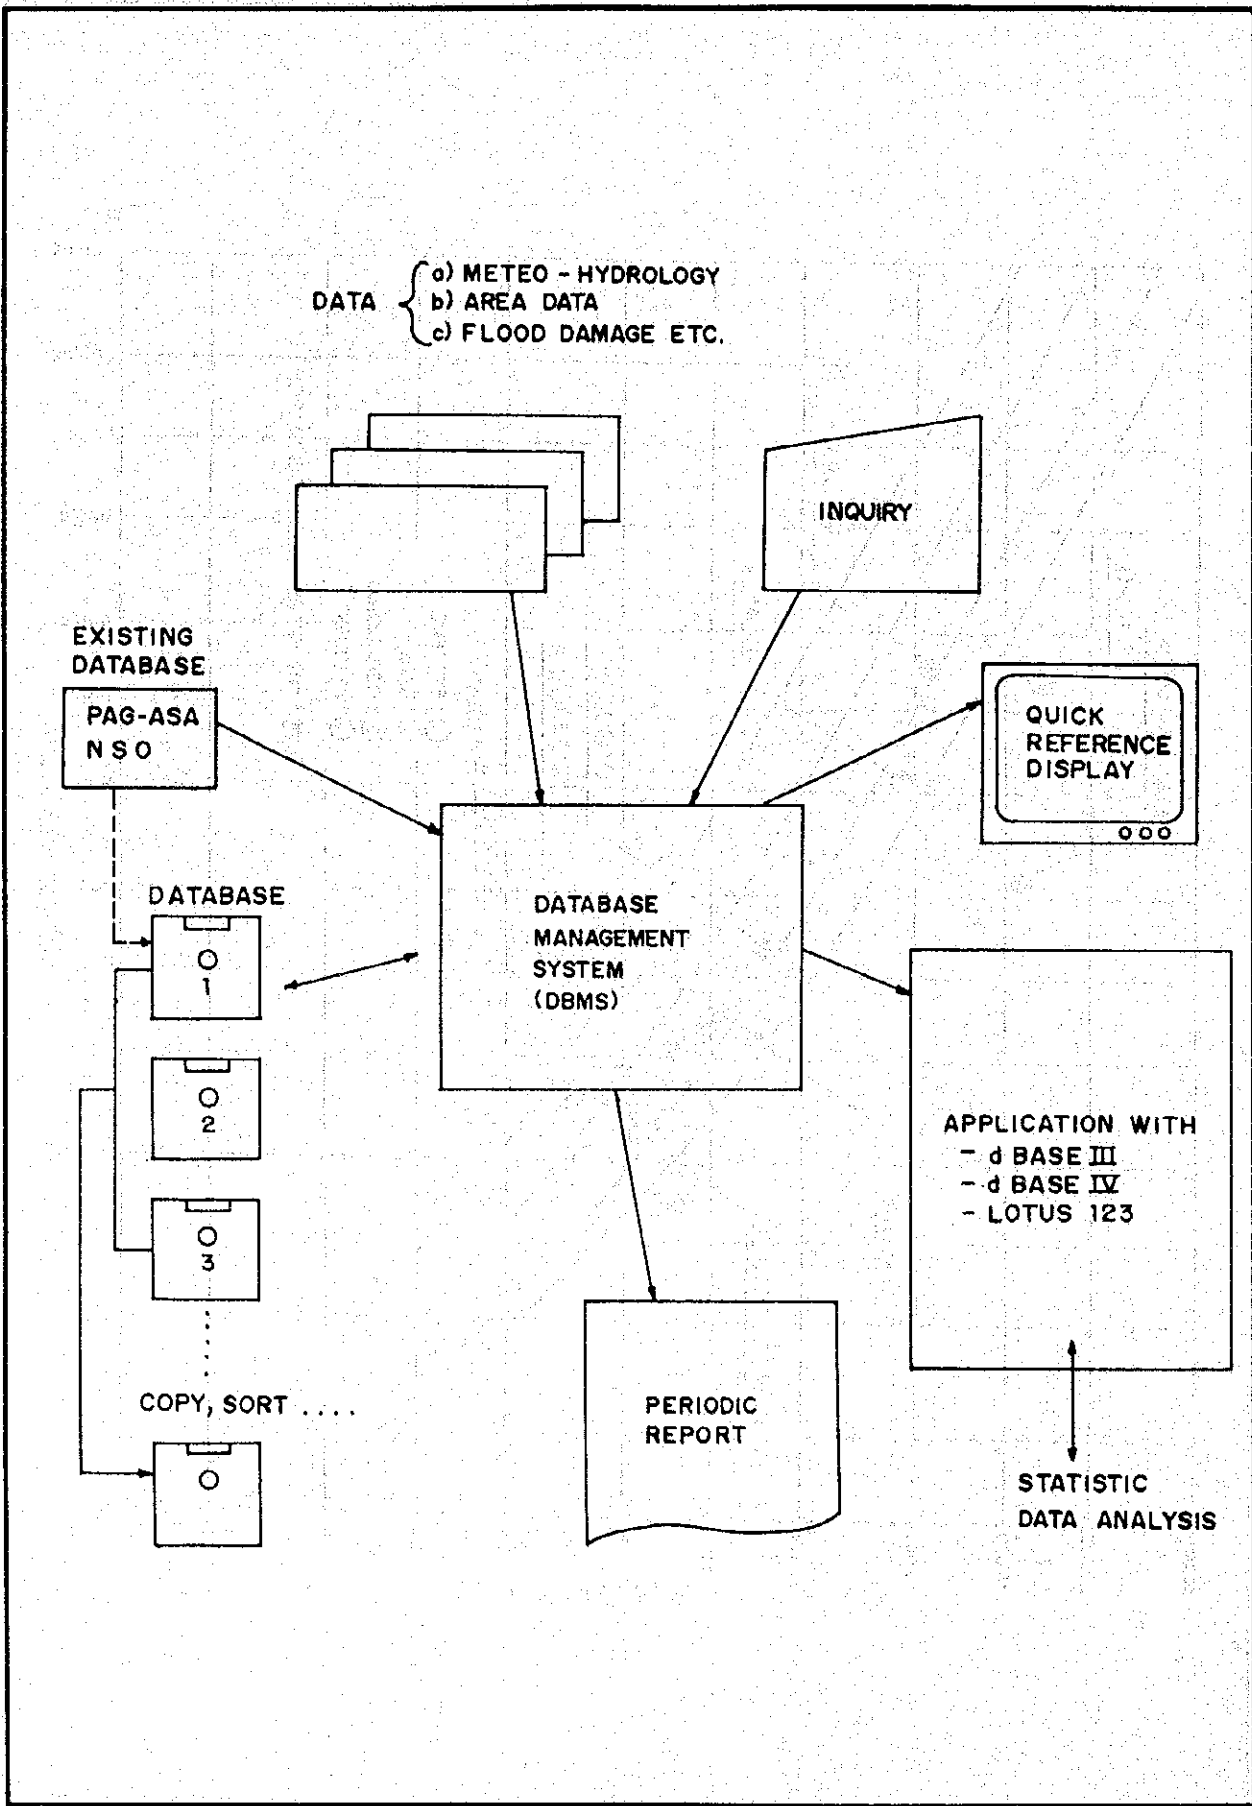 DATA
a) METEO - HYDROLOGY
b) AREA DATA
c) FLOOD DAMAGE ETC.
INQUIRY
EXISTING
DATABASE
PAG-ASA
N S O
QUICK
REFERENCE
DISPLAY
DATABASE
1
2
3
......
COPY, SORT ....
DATABASE
MANAGEMENT
SYSTEM
(DBMS)
APPLICATION WITH
- d BASE III
- d BASE IV
- LOTUS 123
PERIODIC
REPORT
STATISTIC
DATA ANALYSIS